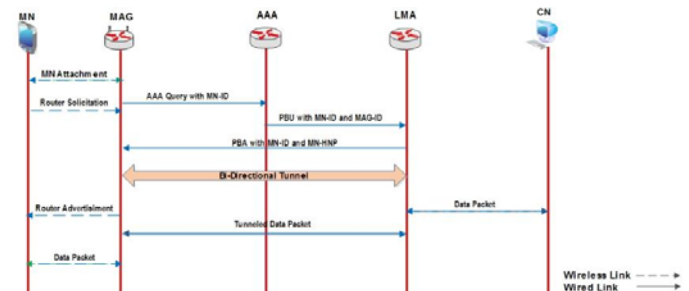 MN
MAG
AAA
LMA
CN
MN Attachment
Router Solicitation
AAA Query with MN-ID
PBU with MN-ID and MAG-ID
PBA with MN-ID and MN-HNP
Bi-Directional Tunnel
Router Advertisiment
Data Packet
Tunneled Data Packet
Data Packet
Wireless Link
Wired Link